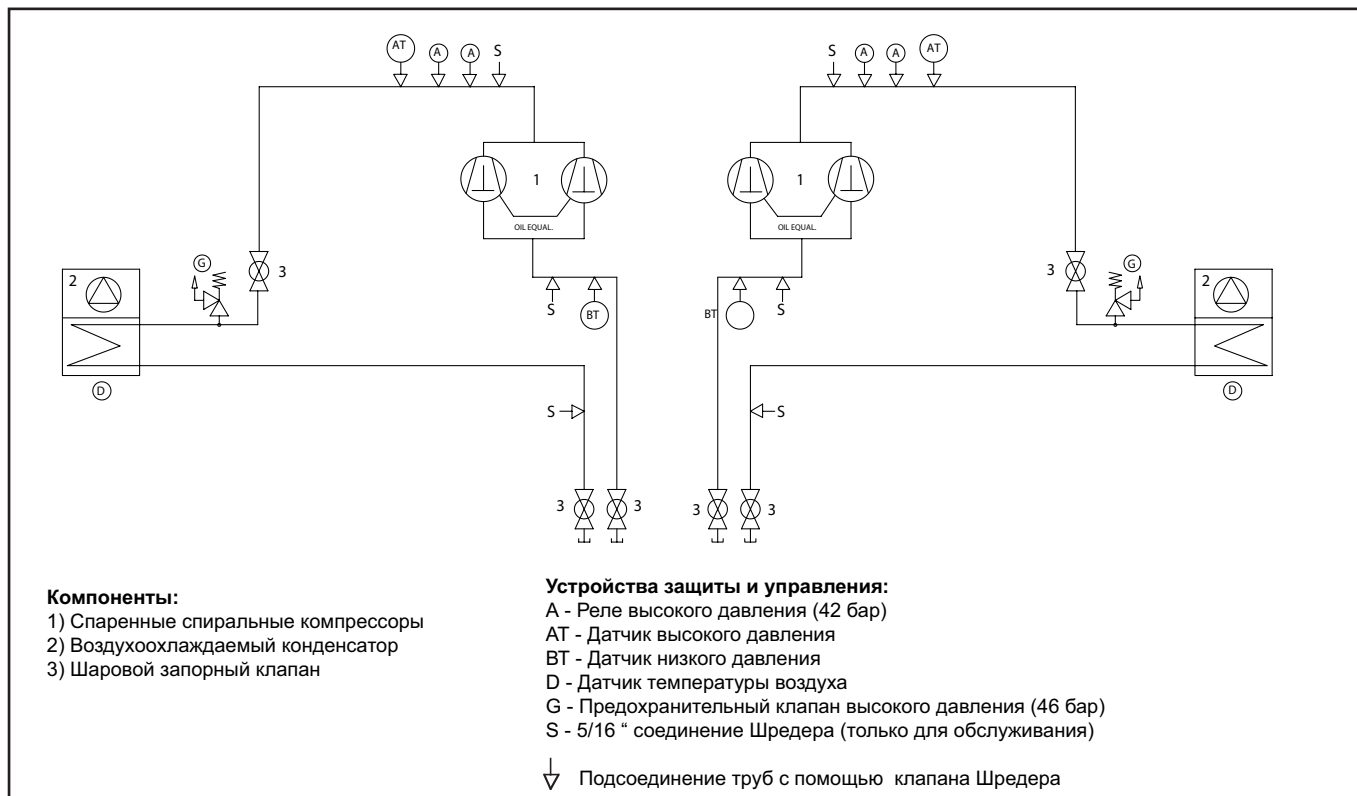 AT A A S
S A A AT
1
1
OIL EQUAL.
OIL EQUAL.
G
3
3
G
2
2
S
BT
BT
S
D
D
S
S
3
3
3
3
Компоненты:
1) Спаренные спиральные компрессоры
2) Воздухоохлаждаемый конденсатор
3) Шаровой запорный клапан
Устройства защиты и управления:
A - Реле высокого давления (42 бар)
AT - Датчик высокого давления
BT - Датчик низкого давления
D - Датчик температуры воздуха
G - Предохранительный клапан высокого давления (46 бар)
S - 5/16 “ соединение Шредера (только для обслуживания)
Подсоединение труб с помощью клапана Шредера